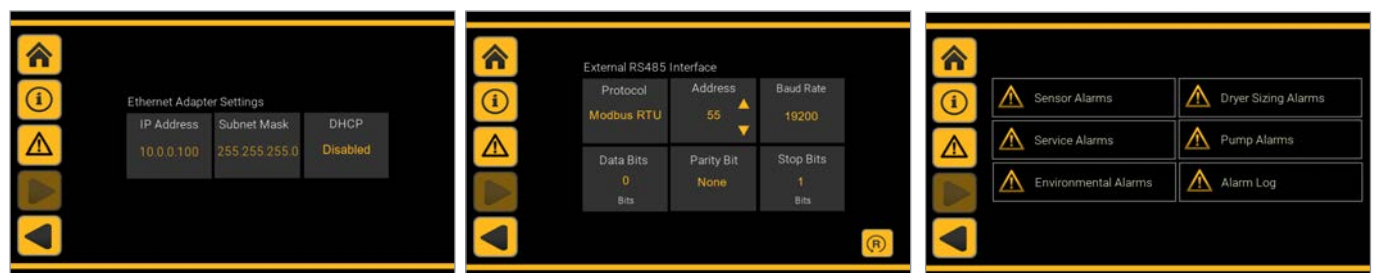 Ethernet Adapter Settings
IP Address Subnet Mask DHCP
10.0.0.100 255.255.255.0 Disabled
External RS485 Interface
Protocol Address Baud Rate
Modbus RTU 55 19200
Data Bits Parity Bit Stop Bits
0 None 1
Bits Bits
R
Sensor Alarms Dryer Sizing Alarms
Service Alarms Pump Alarms
Environmental Alarms Alarm Log